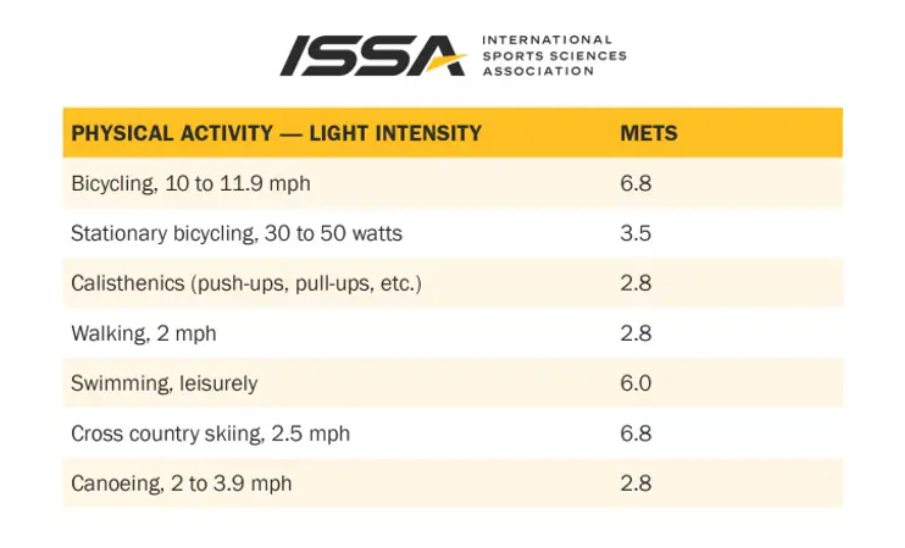 ISSA
INTERNATIONAL
SPORTS SCIENCES
ASSOCIATION
PHYSICAL ACTIVITY — LIGHT INTENSITY METS
Bicycling, 10 to 11.9 mph 6.8
Stationary bicycling, 30 to 50 watts 3.5
Calisthenics (push-ups, pull-ups, etc.) 2.8
Walking, 2 mph 2.8
Swimming, leisurely 6.0
Cross country skiing, 2.5 mph 6.8
Canoeing, 2 to 3.9 mph 2.8